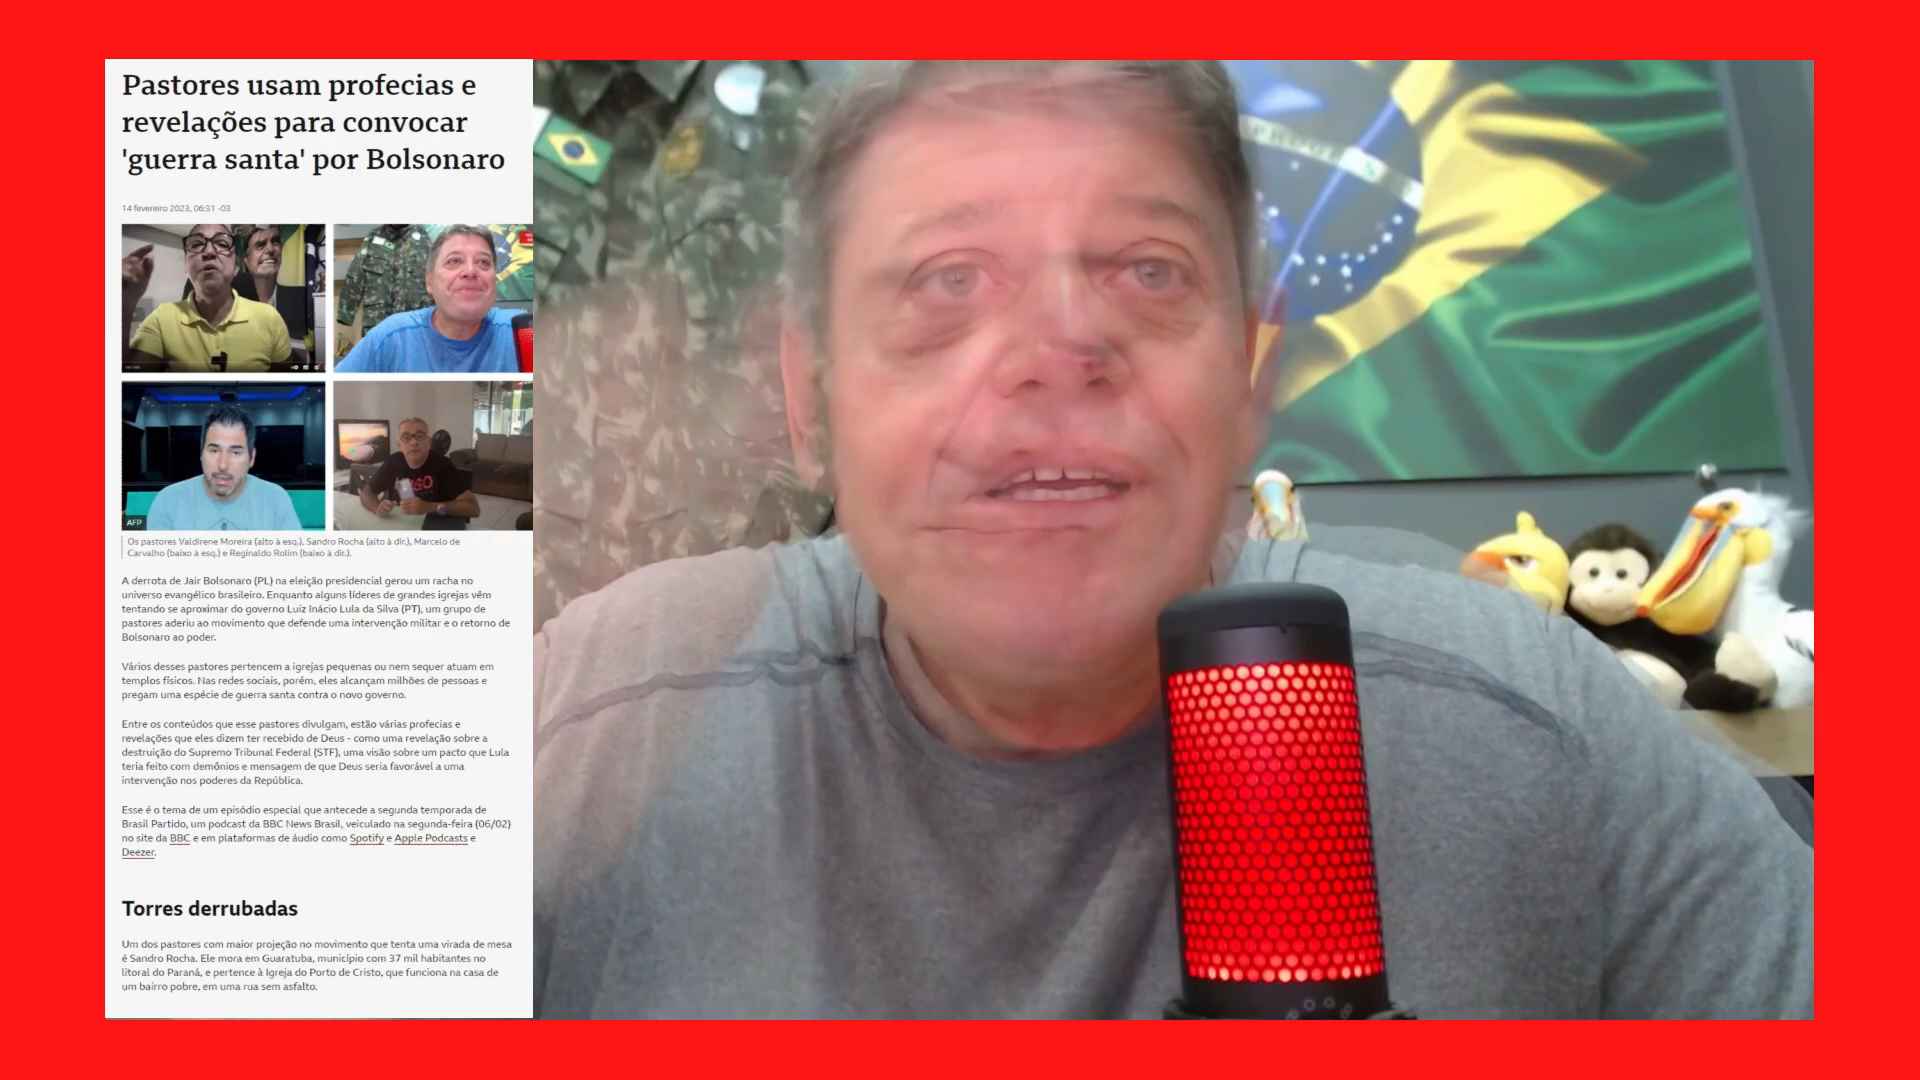 Pastores usam profecias e
revelações para convocar
'guerra santa' por Bolsonaro
14 fevereiro 2023, 06:31 -03
AFP
Os pastores Valdirene Moreira (alto à esq.), Sandro Rocha (alto à dir.), Marcelo de
Carvalho (baixo à esq.) e Reginaldo Rolim (baixo à dir.).
A derrota de Jair Bolsonaro (PL) na eleição presidencial gerou um racha no
universo evangélico brasileiro. Enquanto alguns líderes de grandes igrejas vêm
tentando se aproximar do governo Luiz Inácio Lula da Silva (PT), um grupo de
pastores aderiu ao movimento que defende uma intervenção militar e o retorno de
Bolsonaro ao poder.
Vários desses pastores pertencem a igrejas pequenas ou nem sequer atuam em
templos físicos. Nas redes sociais, porém, eles alcançam milhões de pessoas e
pregam uma espécie de guerra santa contra o novo governo.
Entre os conteúdos que esse pastores divulgam, estão várias profecias e
revelações que eles dizem ter recebido de Deus - como uma revelação sobre a
destruição do Supremo Tribunal Federal (STF), uma visão sobre um pacto que Lula
teria feito com demônios e mensagem de que Deus seria favorável a uma
intervenção nos poderes da República.
Esse é o tema de um episódio especial que antecede a segunda temporada de
Brasil Partido, um podcast da BBC News Brasil, veiculado na segunda-feira (06/02)
no site da BBC e em plataformas de áudio como Spotify e Apple Podcasts e
Deezer.
Torres derrubadas
Um dos pastores com maior projeção no movimento que tenta uma virada de mesa
é Sandro Rocha. Ele mora em Guaratuba, município com 37 mil habitantes no
litoral do Paraná, e pertence à Igreja do Porto de Cristo, que funciona na casa de
um bairro pobre, em uma rua sem asfalto.